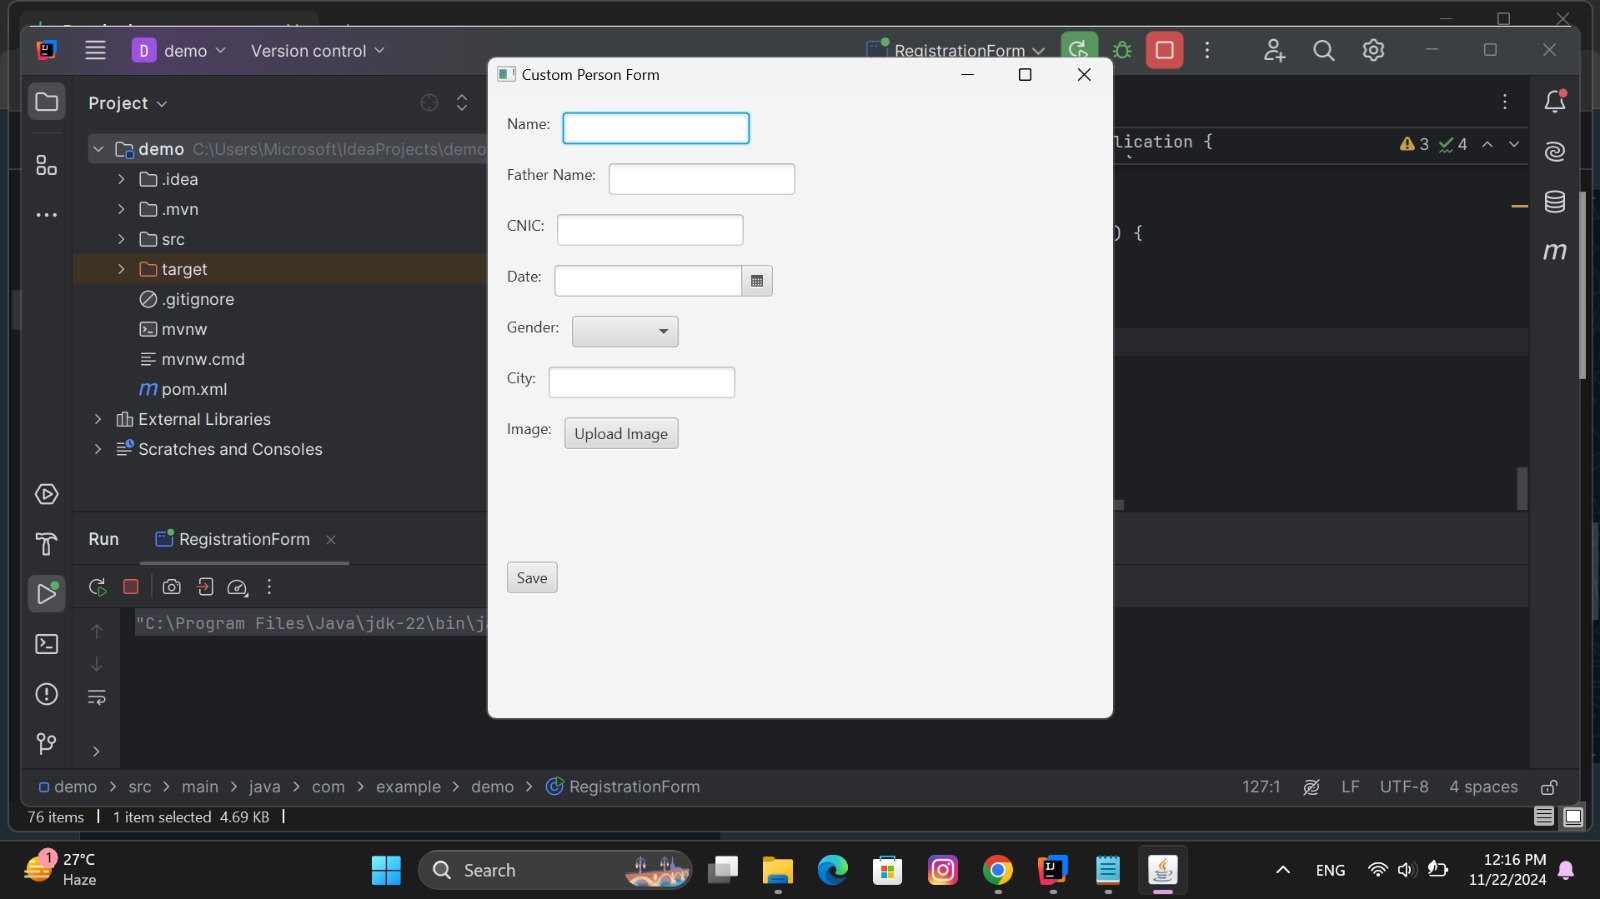 D demo Version control RegistrationForm
Custom Person Form
Project
demo C:\Users\Microsoft\IdeaProjects\demo
.idea
.mvn
src
target
.gitignore
mvnw
mvnw.cmd
m pom.xml
External Libraries
Scratches and Consoles
Name:
Father Name:
CNIC:
Date:
Gender:
City:
Image: Upload Image
Save
lication {
3 4
) {
m
Run RegistrationForm
"C:\Program Files\Java\jdk-22\bin\j
demo > src > main > java > com > example > demo > RegistrationForm
127:1 LF UTF-8 4 spaces
76 items | 1 item selected 4.69 KB |
1
27°C
Haze
Search
ENG
12:16 PM
11/22/2024